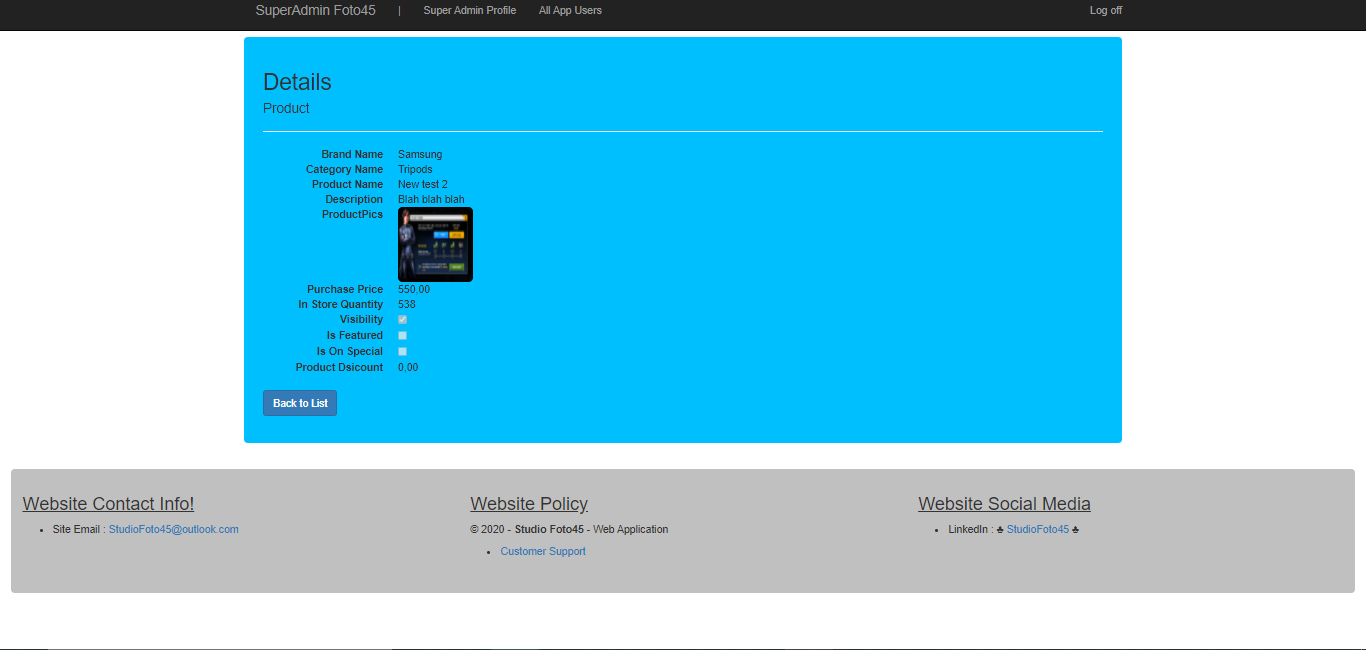 SuperAdmin Foto45 | Super Admin Profile All App Users Log off
Details
Product
Brand Name Samsung
Category Name Tripods
Product Name New test 2
Description Blah blah blah
ProductPics
Purchase Price 550,00
In Store Quantity 538
Visibility
Is Featured
Is On Special
Product Dsicount 0,00
Back to List
Website Contact Info!
• Site Email : StudioFoto45@outlook.com
Website Policy
© 2020 - Studio Foto45 - Web Application
• Customer Support
Website Social Media
• LinkedIn : ♣ StudioFoto45 ♣